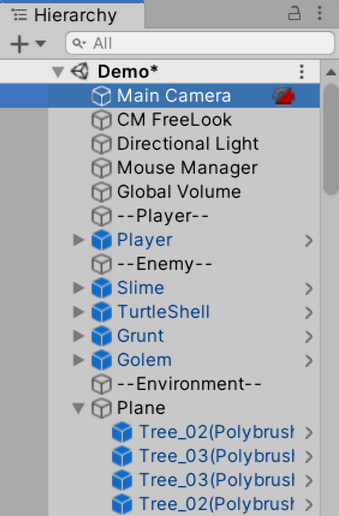 Hierarchy
All
Demo*
Main Camera
CM FreeLook
Directional Light
Mouse Manager
Global Volume
--Player--
Player
--Enemy--
Slime
TurtleShell
Grunt
Golem
--Environment--
Plane
Tree_02(Polybrush
Tree_03(Polybrush
Tree_03(Polybrush
Tree_02(Polybrush